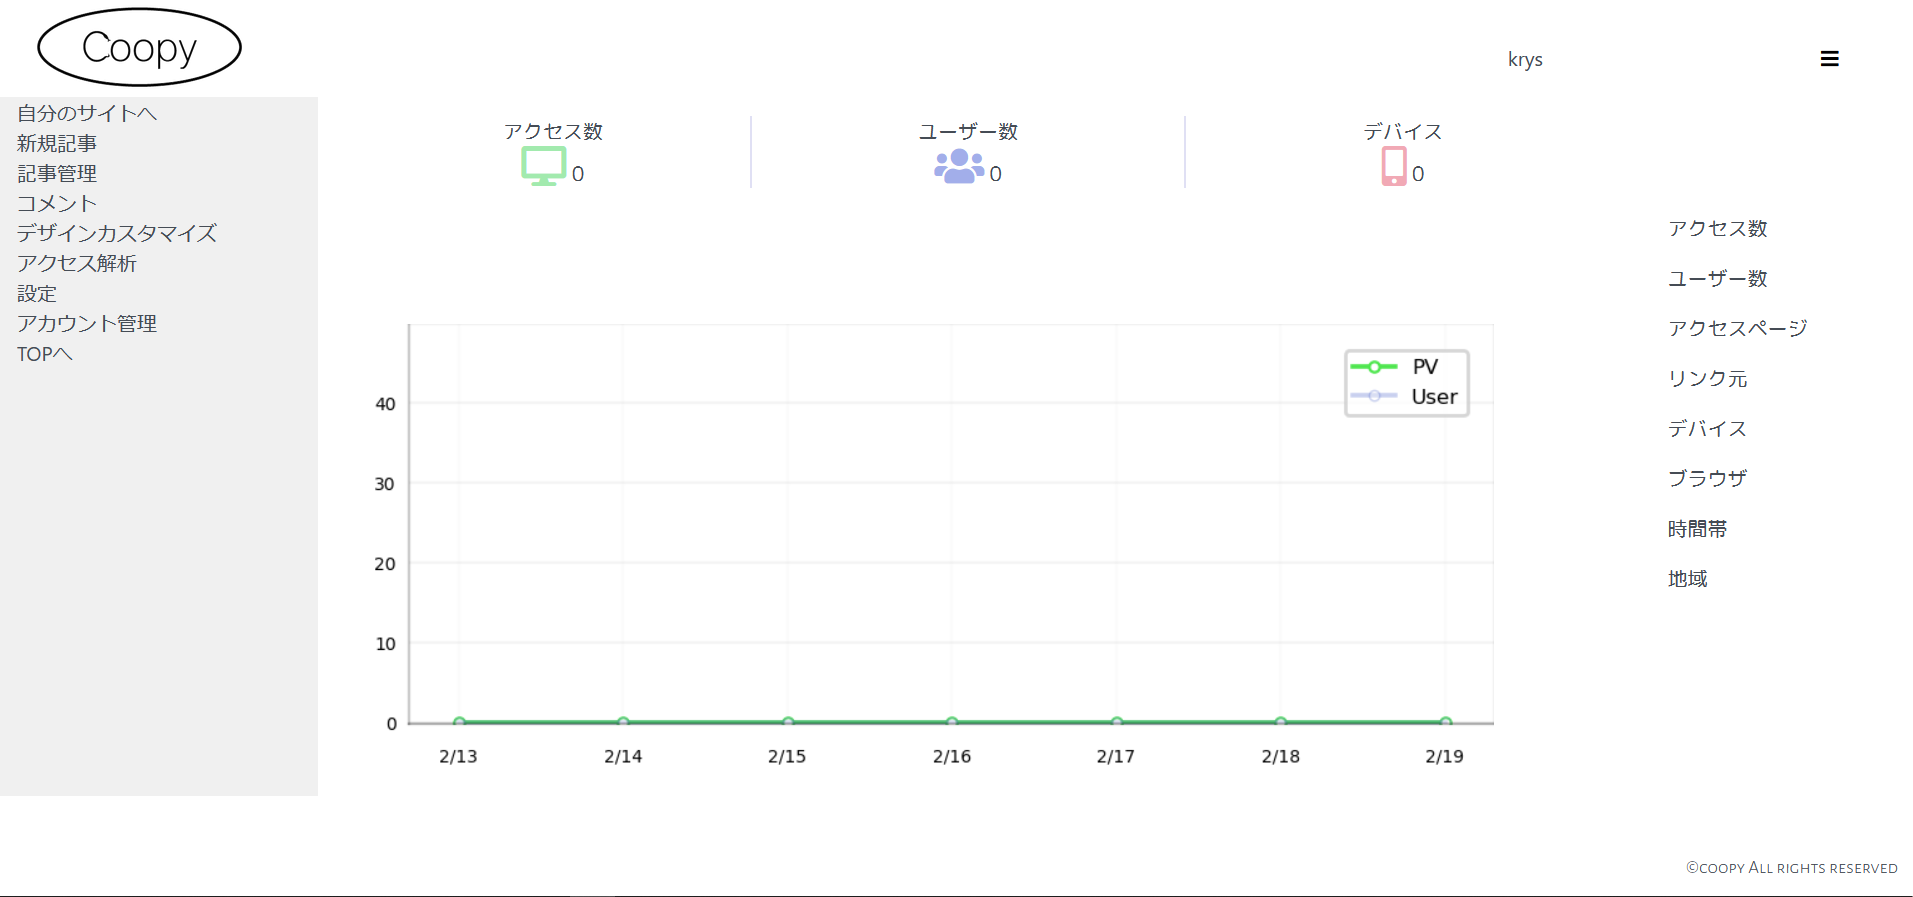 Coopy
krys
自分のサイトへ
新規記事
記事管理
コメント
デザインカスタマイズ
アクセス解析
設定
アカウント管理
TOPへ
アクセス数
0
ユーザー数
0
デバイス
0
PV
User
40
30
20
10
0
2/13 2/14 2/15 2/16 2/17 2/18 2/19
アクセス数
ユーザー数
アクセスページ
リンク元
デバイス
ブラウザ
時間帯
地域
©coopy All rights reserved